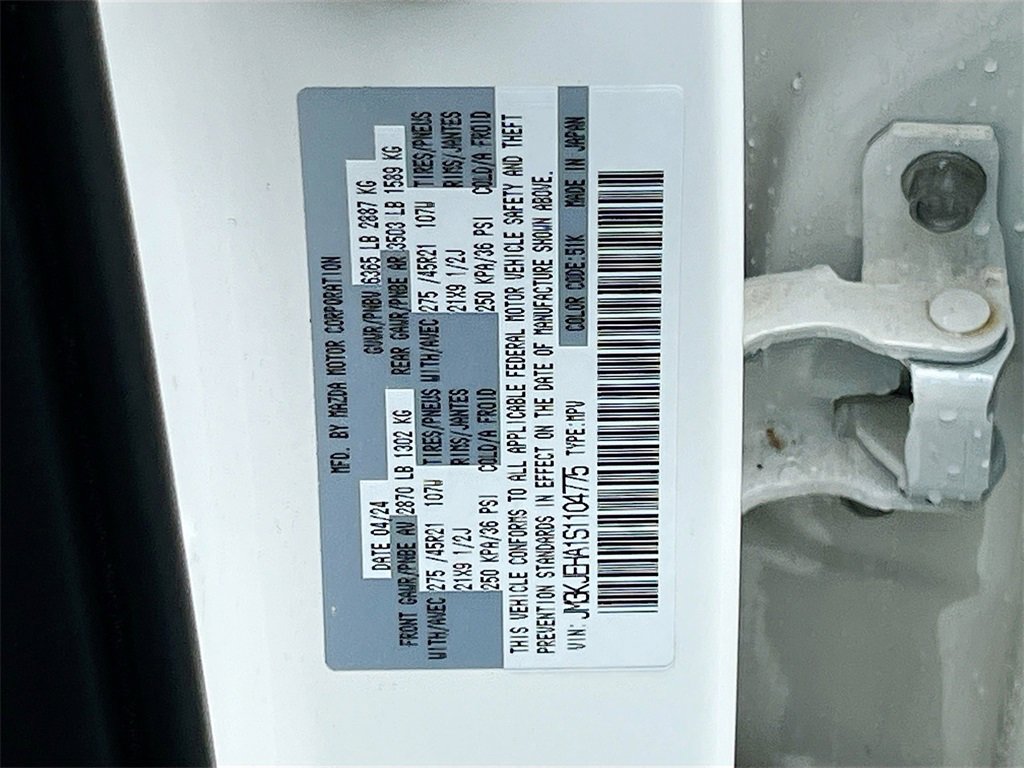 MFD. BY MAZDA MOTOR CORPORATION
DATE 04/24 GVWR/PNBV 6365 LB 2887 KG
FRONT GAWR/PNBE AV 2870 LB 1302 KG REAR GAWR/PNBE AR 3503 LB 1589 KG
WITH/AVEC 275 /45R21 107W TIRES/PNEUS WITH/AVEC 275 /45R21 107W TIRES/PNEUS
21X9 1/2J RIMS/JANTES 21X9 1/2J RIMS/JANTES
250 KPA/36 PSI COLD/A FROID 250 KPA/36 PSI COLD/A FROID
THIS VEHICLE CONFORMS TO ALL APPLICABLE FEDERAL MOTOR VEHICLE SAFETY AND THEFT
PREVENTION STANDARDS IN EFFECT ON THE DATE OF MANUFACTURE SHOWN ABOVE.
VIN: JM3KJEHA1S1104775 TYPE:MPV COLOR CODE:51K MADE IN JAPAN